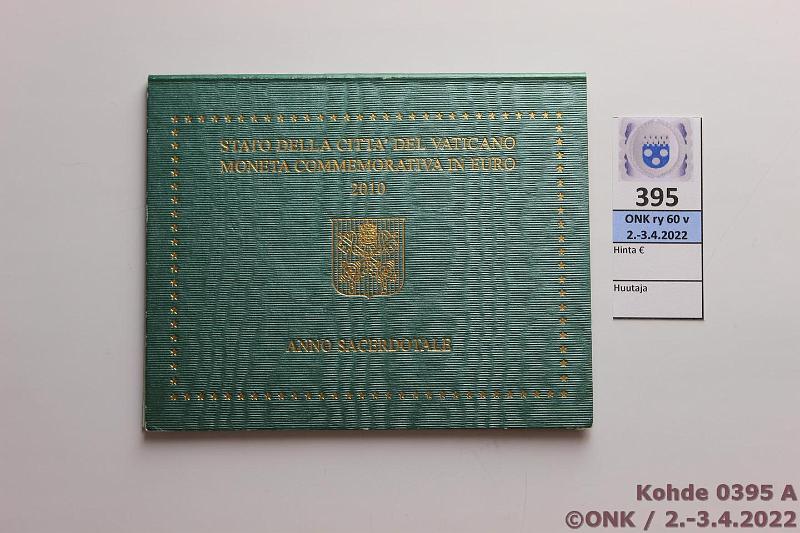 STATO DELLA CITTA' DEL VATICANO
MONETA COMMEMORATIVA IN EURO
2010
ANNO SACERDOTALE
395
ONK ry 60 v
2.-3.4.2022
Hinta €
Huutaja
Kohde 0395 A
©ONK / 2.-3.4.2022